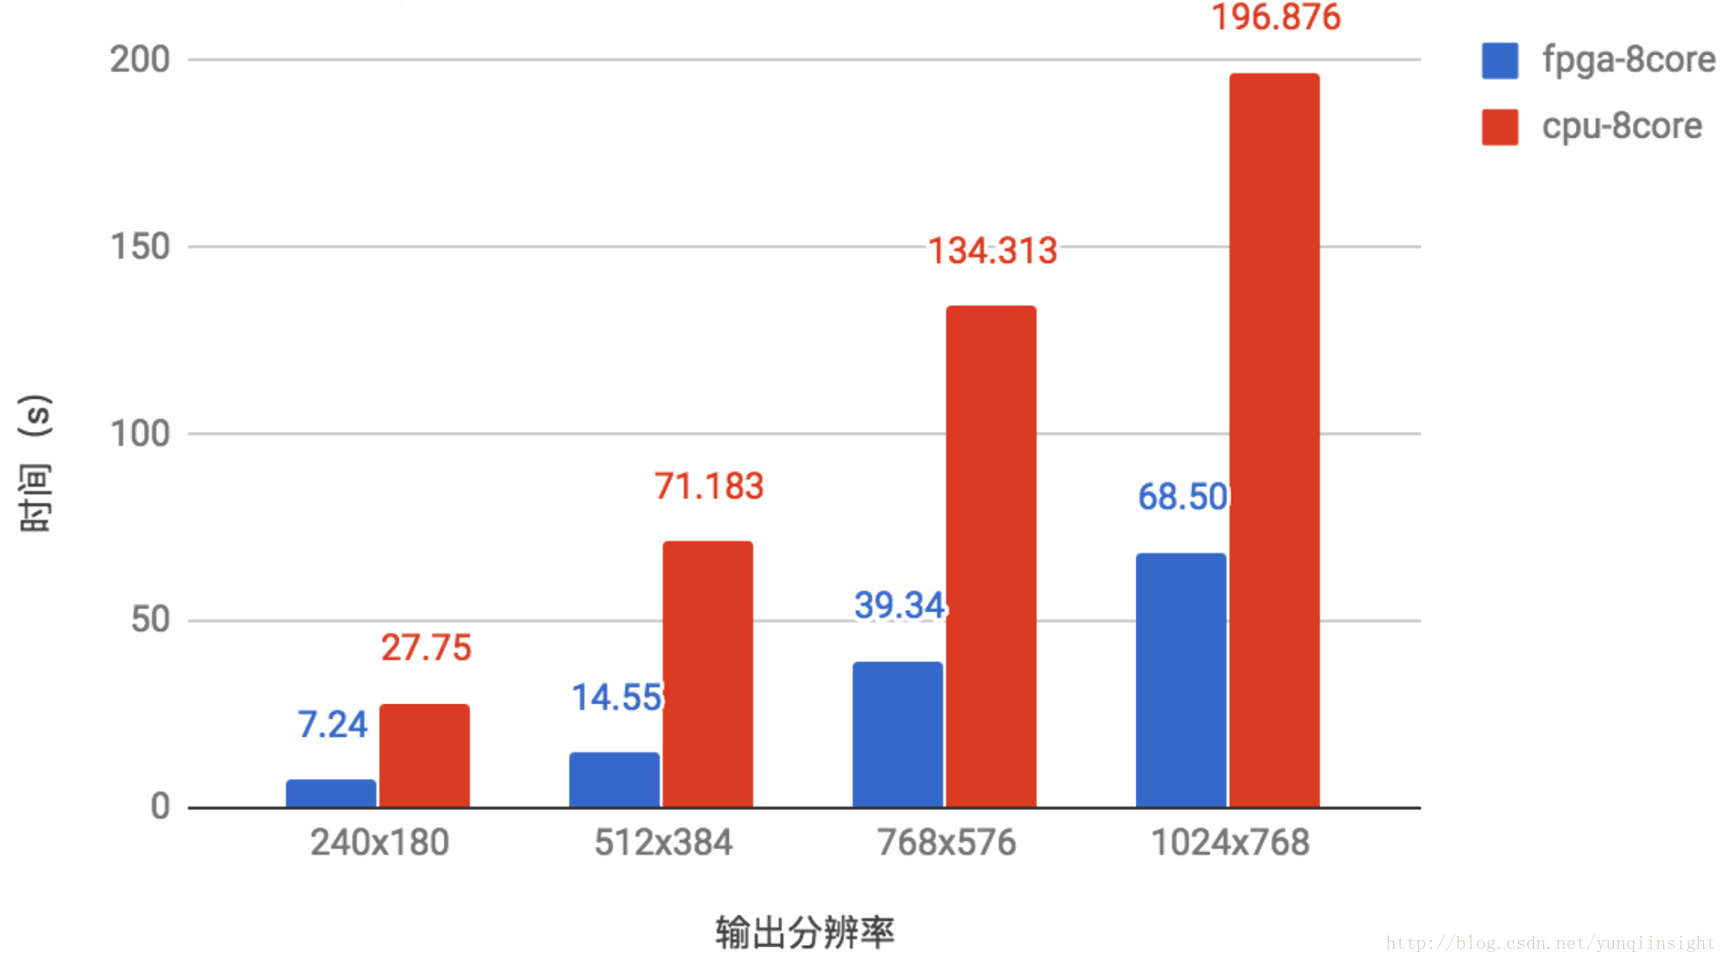 196.876
200
fpga-8core
cpu-8core
150
134.313
100
71.183
68.50
50
39.34
27.75
14.55
7.24
0
240x180
512x384
768x576
1024x768
时间 (s)
输出分辨率
http://blog.csdn.net/yunqiinsight